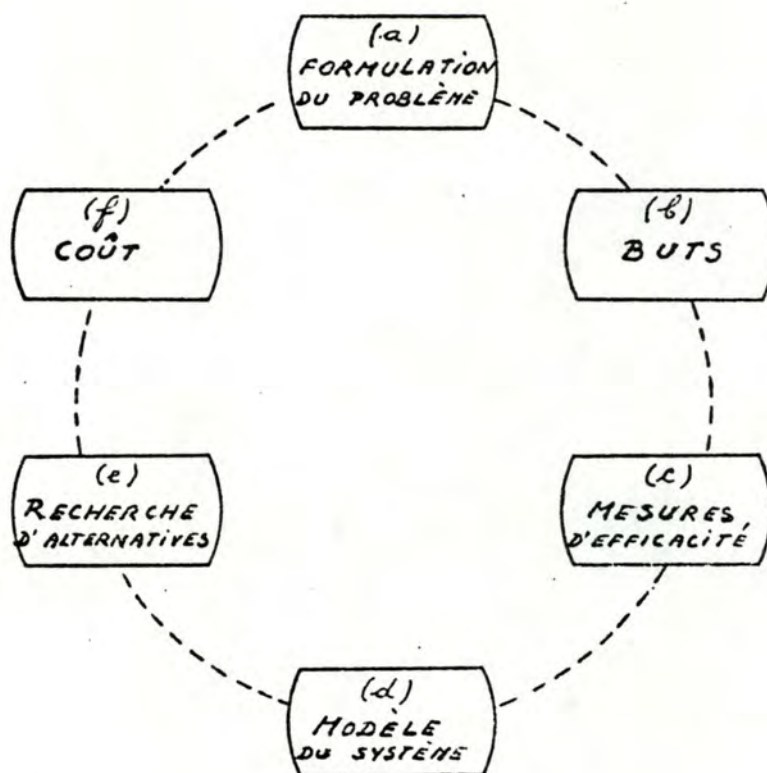 (a)
FORMULATION
DU PROBLÈME
(b)
BUTS
(c)
MESURES
D'EFFICACITÉ
(d)
MODÈLE
DU SYSTÈME
(e)
RECHERCHE
D'ALTERNATIVES
(f)
COÛT